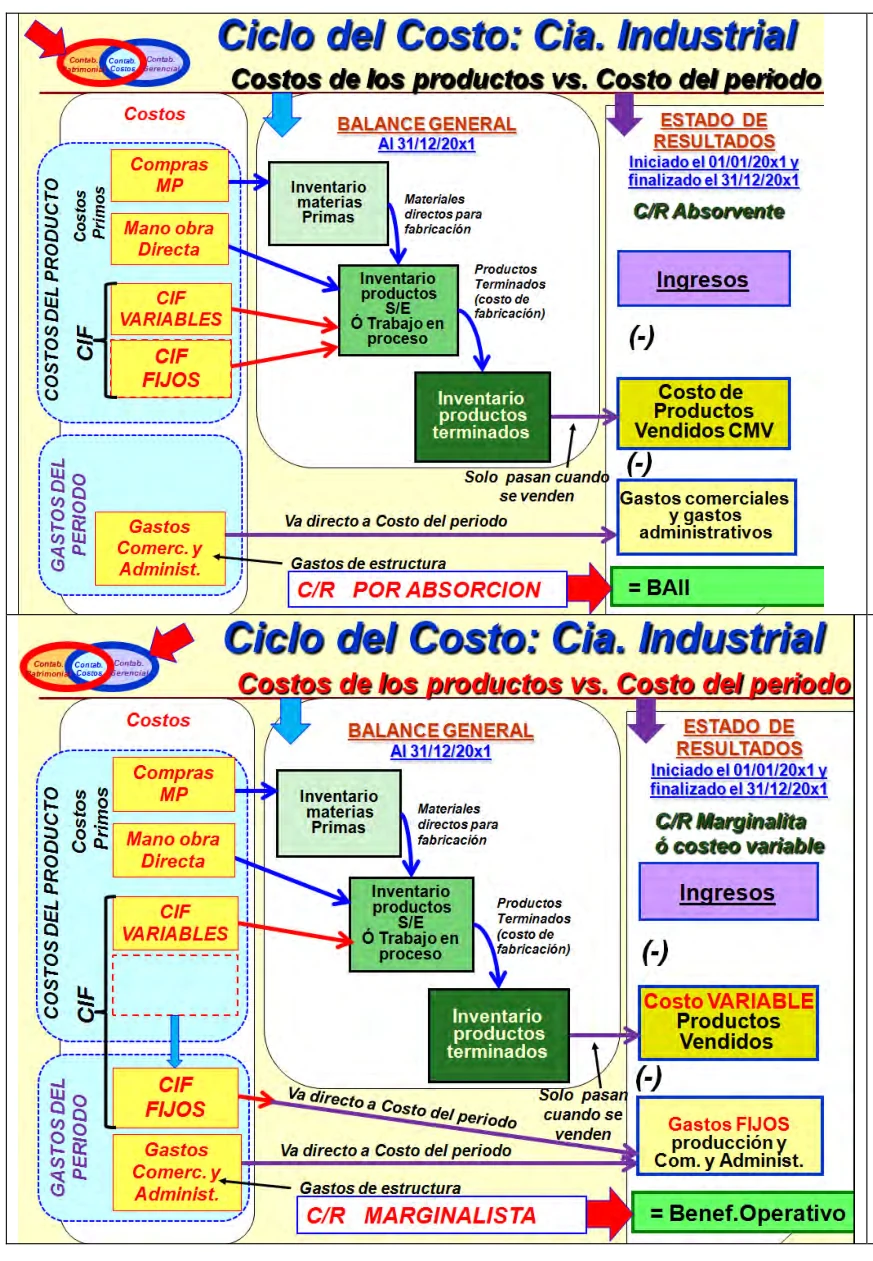 Ciclo del Costo: Cia. Industrial
Contab.
Patrimonial
Contab.
Costos
Contab.
Gerencial
Costos de los productos vs. Costo del periodo
Costos
COSTOS DEL PRODUCTO
Costos
Primos
Compras
MP
Mano obra
Directa
CIF
CIF
VARIABLES
CIF
FIJOS
GASTOS DEL
PERIODO
Gastos
Comerc. y
Administ.
BALANCE GENERAL
Al 31/12/20x1
Inventario
materias
Primas
Materiales
directos para
fabricación
Inventario
productos
S/E
Ó Trabajo en
proceso
Productos
Terminados
(costo de
fabricación)
Inventario
productos
terminados
Solo pasan cuando
se venden
Va directo a Costo del periodo
Gastos de estructura
C/R POR ABSORCION
ESTADO DE
RESULTADOS
Iniciado el 01/01/20x1 y
finalizado el 31/12/20x1
C/R Absorvente
Ingresos
(-)
Costo de
Productos
Vendidos CMV
(-)
Gastos comerciales
y gastos
administrativos
= BAII
Ciclo del Costo: Cia. Industrial
Contab.
Patrimonial
Contab.
Costos
Contab.
Gerencial
Costos de los productos vs. Costo del periodo
Costos
COSTOS DEL PRODUCTO
Costos
Primos
Compras
MP
Mano obra
Directa
CIF
CIF
VARIABLES
GASTOS DEL
PERIODO
CIF
FIJOS
Gastos
Comerc. y
Administ.
BALANCE GENERAL
Al 31/12/20x1
Inventario
materias
Primas
Materiales
directos para
fabricación
Inventario
productos
S/E
Ó Trabajo en
proceso
Productos
Terminados
(costo de
fabricación)
Inventario
productos
terminados
Solo pasan
cuando se
venden
Va directo a Costo del periodo
Va directo a Costo del periodo
Gastos de estructura
C/R MARGINALISTA
ESTADO DE
RESULTADOS
Iniciado el 01/01/20x1 y
finalizado el 31/12/20x1
C/R Marginalita
ó costeo variable
Ingresos
(-)
Costo VARIABLE
Productos
Vendidos
(-)
Gastos FIJOS
producción y
Com. y Administ.
= Benef.Operativo